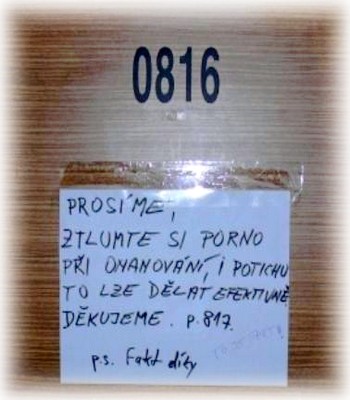 0816
PROSÍME,
ZTLUMTE SI PORNO
PŘI ONANOVÁNÍ, I POTICHU
TO LZE DĚLAT EFEKTIVNĚ
DĚKUJEME. P.817.
p.s. Fakt díky